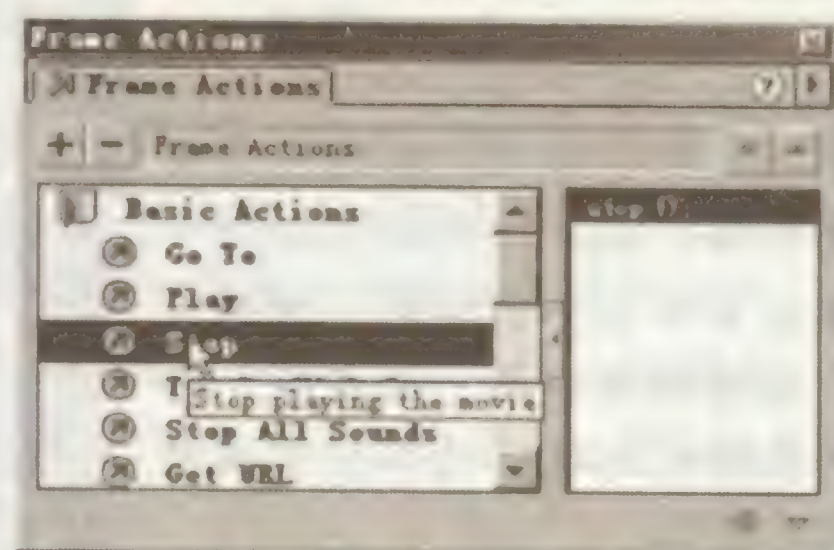 Frame Actions
Frame Actions
+ - Frame Actions
Basic Actions
Go To
Play
Stop
T
Stop playing the movie
Stop All Sounds
Get URL
stop ();